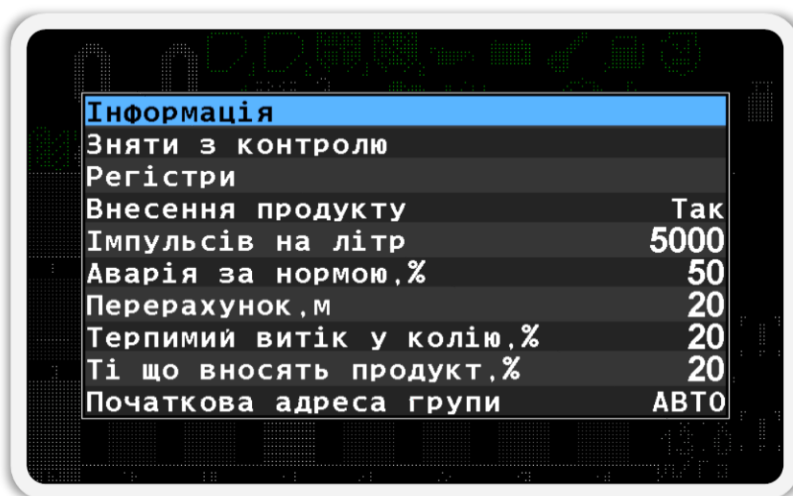 Інформація
Зняти з контролю
Регістри
Внесення продукту Так
Імпульсів на літр 5000
Аварія за нормою,% 50
Перерахунок,м 20
Терпимий витік у колію,% 20
Ті що вносять продукт,% 20
Початкова адреса групи АВТО